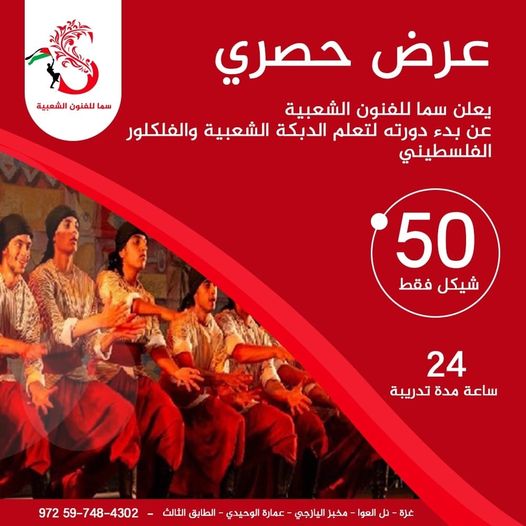 سما للفنون الشعبية
عرض حصري
يعلن سما للفنون الشعبية
عن بدء دورته لتعلم الدبكة الشعبية والفلكلور
الفلسطيني
50
شيكل فقط
24
ساعة مدة تدريبة
غزة - تل الهوا - مخبز اليازجي - عمارة الوحيدي - الطابق الثالث - 972 59-748-4302